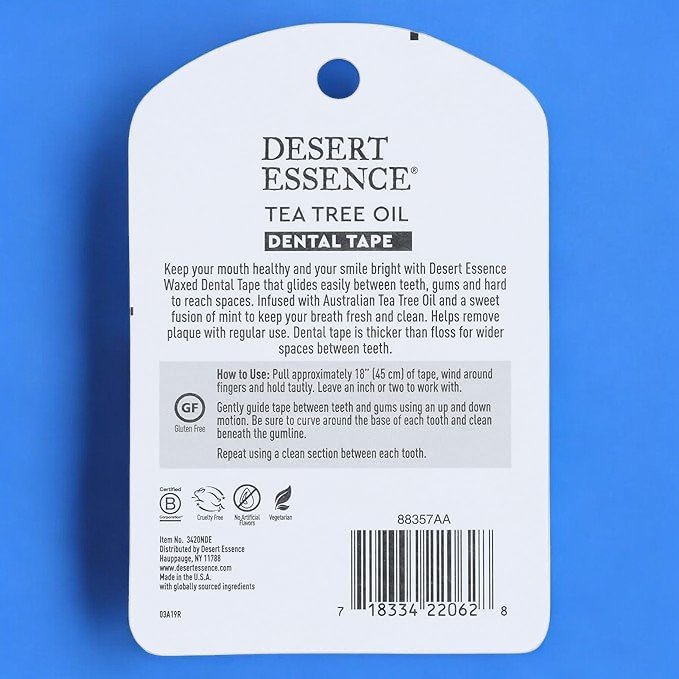 DESERT
ESSENCE®
TEA TREE OIL
DENTAL TAPE
Keep your mouth healthy and your smile bright with Desert Essence
Waxed Dental Tape that glides easily between teeth, gums and hard
to reach spaces. Infused with Australian Tea Tree Oil and a sweet
fusion of mint to keep your breath fresh and clean. Helps remove
plaque with regular use. Dental tape is thicker than floss for wider
spaces between teeth.
How to Use: Pull approximately 18" (45 cm) of tape, wind around
fingers and hold tautly. Leave an inch or two to work with.
Gently guide tape between teeth and gums using an up and down
motion. Be sure to curve around the base of each tooth and clean
beneath the gumline.
Repeat using a clean section between each tooth.
GF
Gluten Free
Certified
B
Corporation
Cruelty Free
No Artificial
Flavors
Vegetarian
Item No. 3420NDE
Distributed by Desert Essence
Hauppauge, NY 11788
www.desertessence.com
Made in the U.S.A.
with globally sourced ingredients
03A19R
88357AA
7 18334 22062 8